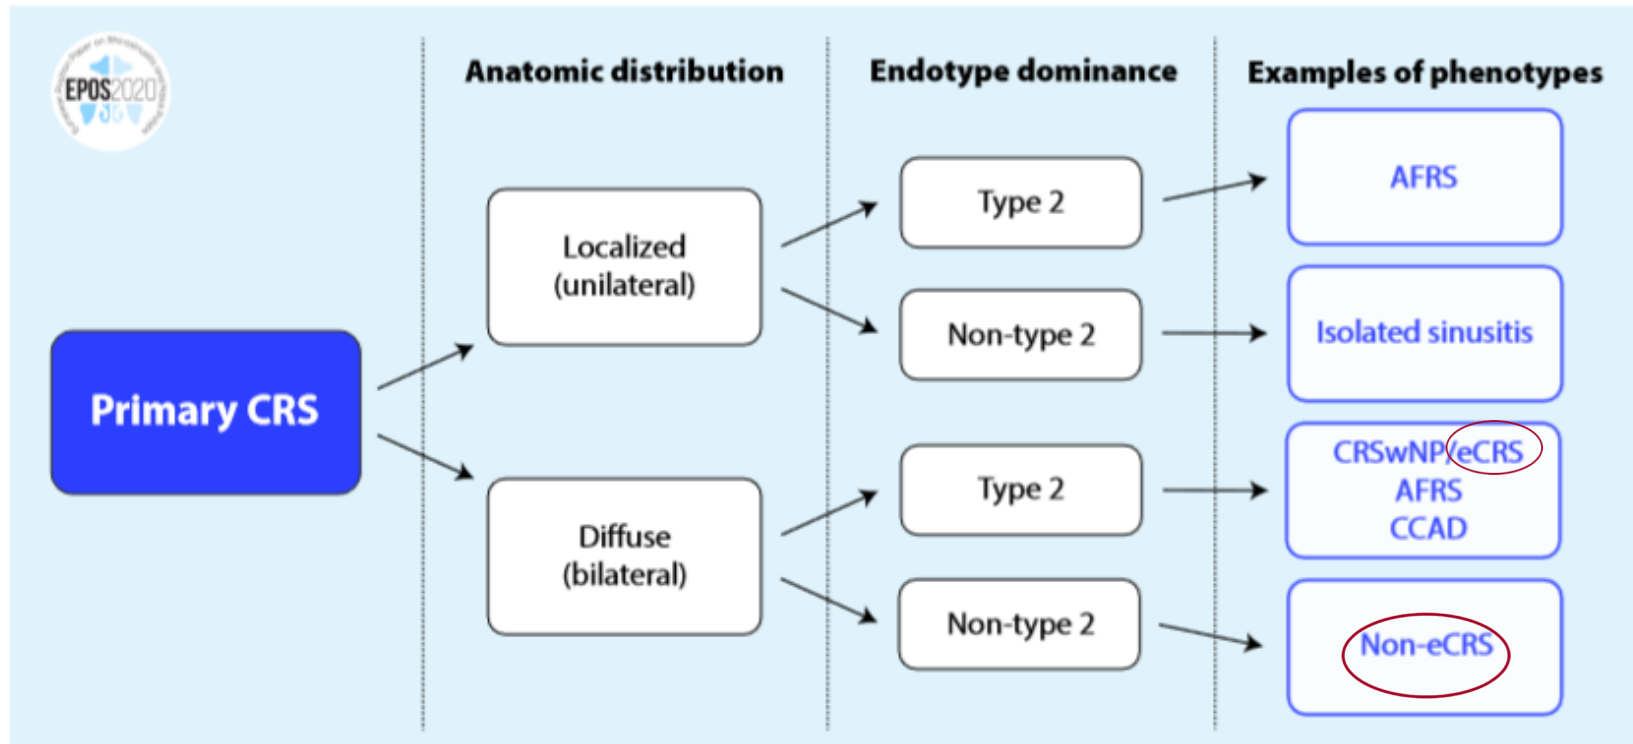 EPOS2020
Anatomic distribution
Endotype dominance
Examples of phenotypes
Primary CRS
Localized
(unilateral)
Diffuse
(bilateral)
Type 2
Non-type 2
Type 2
Non-type 2
AFRS
Isolated sinusitis
CRSwNP/eCRS
AFRS
CCAD
Non-eCRS